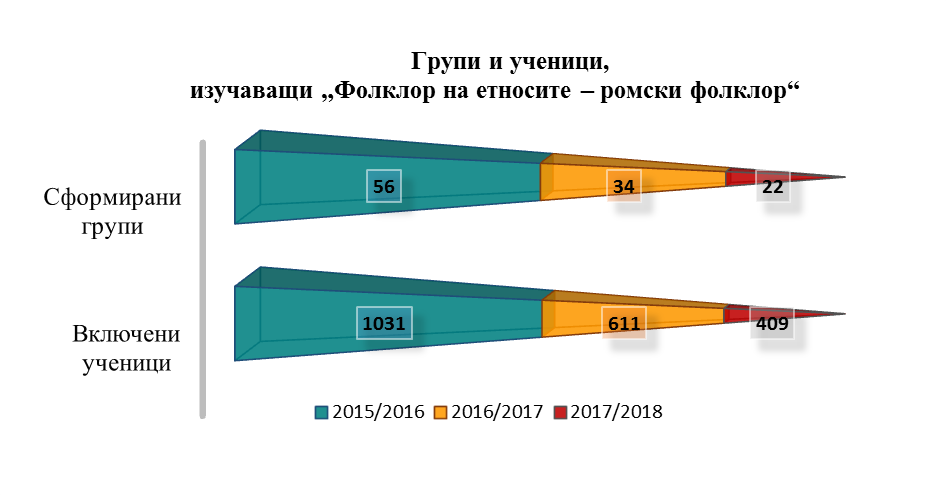 Групи и ученици,
изучаващи „Фолклор на етносите – ромски фолклор“
Сформирани
групи
56
34
22
Включени
ученици
1031
611
409
2015/2016
2016/2017
2017/2018